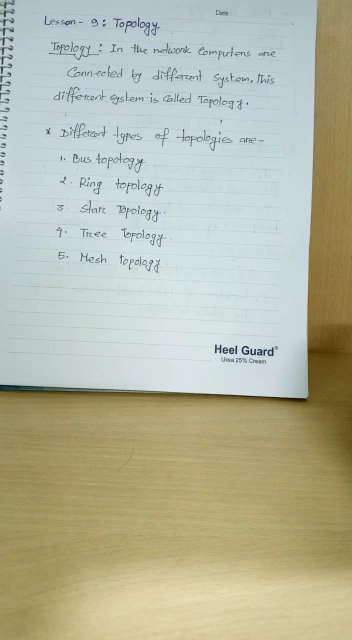 Date
Lesson - 9 : Topology
Topology : In the network Computers are
Connected by different System, this
different system is called Topology.
* Different types of topologies are -
1. Bus topology
2. Ring topology
3. Star Topology.
4. Tree Topology.
5. Mesh topology.
Heel Guard®
Urea 25% Cream